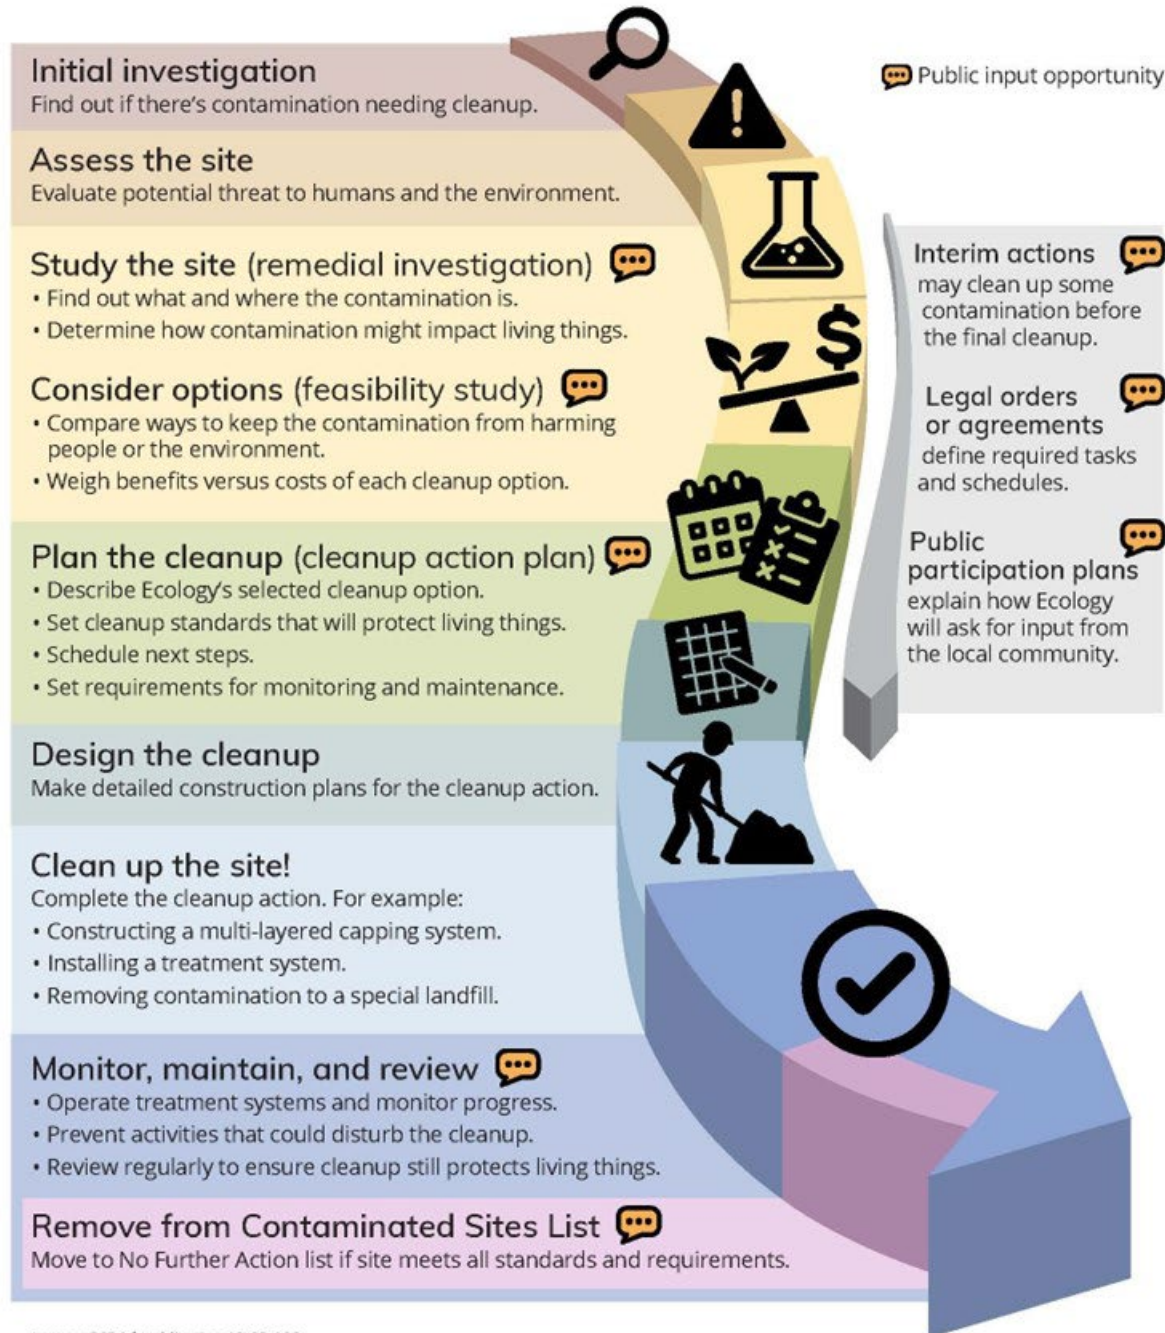 Initial investigation
Find out if there's contamination needing cleanup.
Assess the site
Evaluate potential threat to humans and the environment.
Study the site (remedial investigation)
• Find out what and where the contamination is.
• Determine how contamination might impact living things.
Consider options (feasibility study)
• Compare ways to keep the contamination from harming
people or the environment.
• Weigh benefits versus costs of each cleanup option.
Plan the cleanup (cleanup action plan)
• Describe Ecology's selected cleanup option.
• Set cleanup standards that will protect living things.
• Schedule next steps.
• Set requirements for monitoring and maintenance.
Design the cleanup
Make detailed construction plans for the cleanup action.
Clean up the site!
Complete the cleanup action. For example:
• Constructing a multi-layered capping system.
• Installing a treatment system.
• Removing contamination to a special landfill.
Monitor, maintain, and review
• Operate treatment systems and monitor progress.
• Prevent activities that could disturb the cleanup.
• Review regularly to ensure cleanup still protects living things.
Remove from Contaminated Sites List
Move to No Further Action list if site meets all standards and requirements.
Public input opportunity
Interim actions
may clean up some
contamination before
the final cleanup.
Legal orders
or agreements
define required tasks
and schedules.
Public
participation plans
explain how Ecology
will ask for input from
the local community.